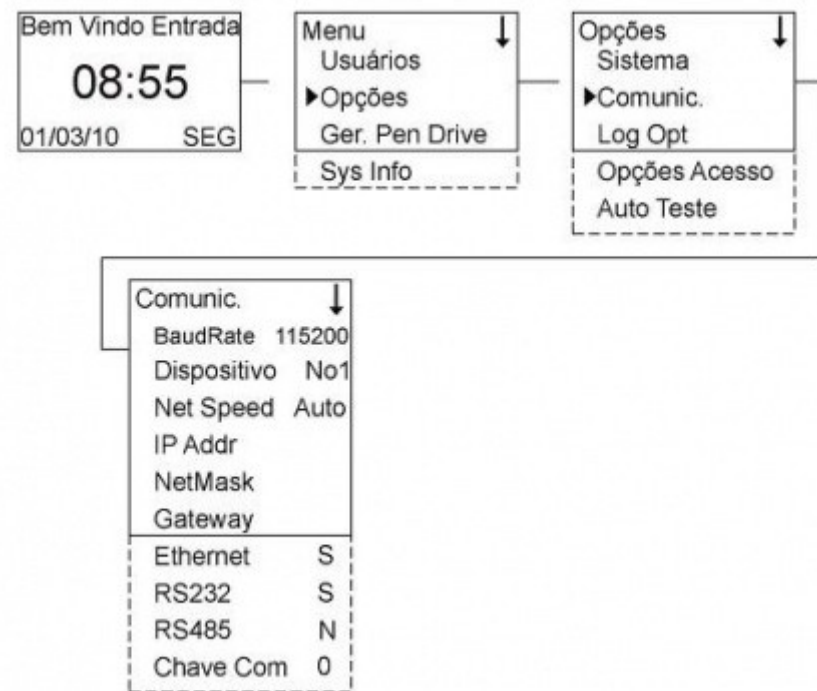 Bem Vindo Entrada
08:55
01/03/10 SEG
Menu
Usuários
Opções
Ger. Pen Drive
Sys Info
Opções
Sistema
Comunic.
Log Opt
Opções Acesso
Auto Teste
Comunic.
BaudRate 115200
Dispositivo No1
Net Speed Auto
IP Addr
NetMask
Gateway
Ethernet S
RS232 S
RS485 N
Chave Com 0